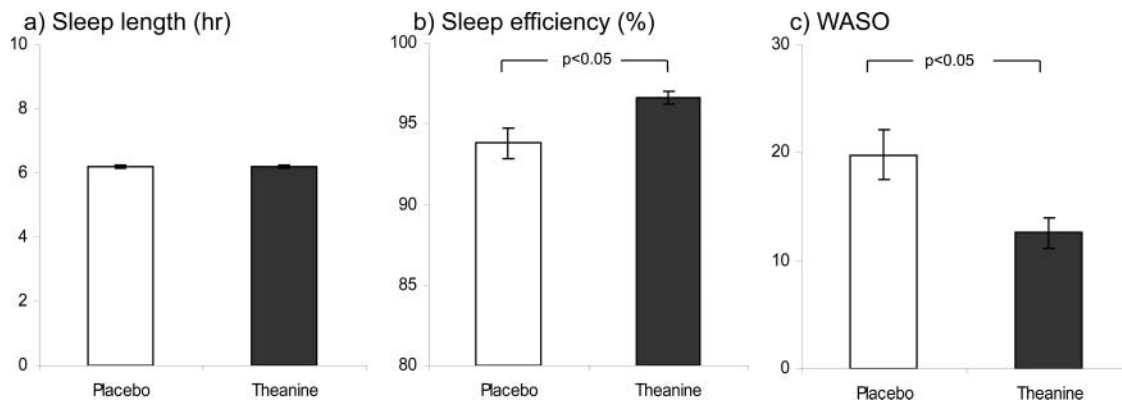 a) Sleep length (hr)
10
8
6
4
2
0
Placebo Theanine
b) Sleep efficiency (%)
100
95
90
85
80
p<0.05
Placebo Theanine
c) WASO
30
20
10
0
p<0.05
Placebo Theanine